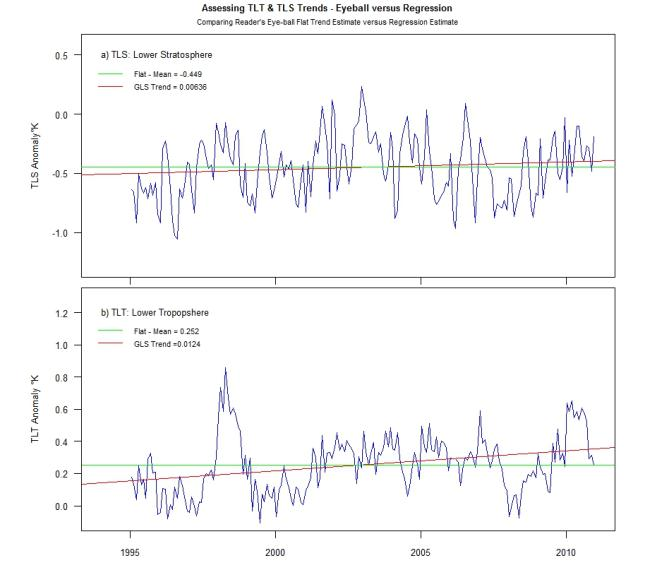 Assessing TLT & TLS Trends - Eyeball versus Regression
Comparing Reader's Eye-ball Flat Trend Estimate versus Regression Estimate
a) TLS: Lower Stratosphere
Flat - Mean = -0.449
GLS Trend = 0.00636
TLS Anomaly°K
0.5
0.0
-0.5
-1.0
b) TLT: Lower Tropopshere
Flat - Mean = 0.252
GLS Trend =0.0124
TLT Anomaly °K
1.2
1.0
0.8
0.6
0.4
0.2
0.0
1995 2000 2005 2010